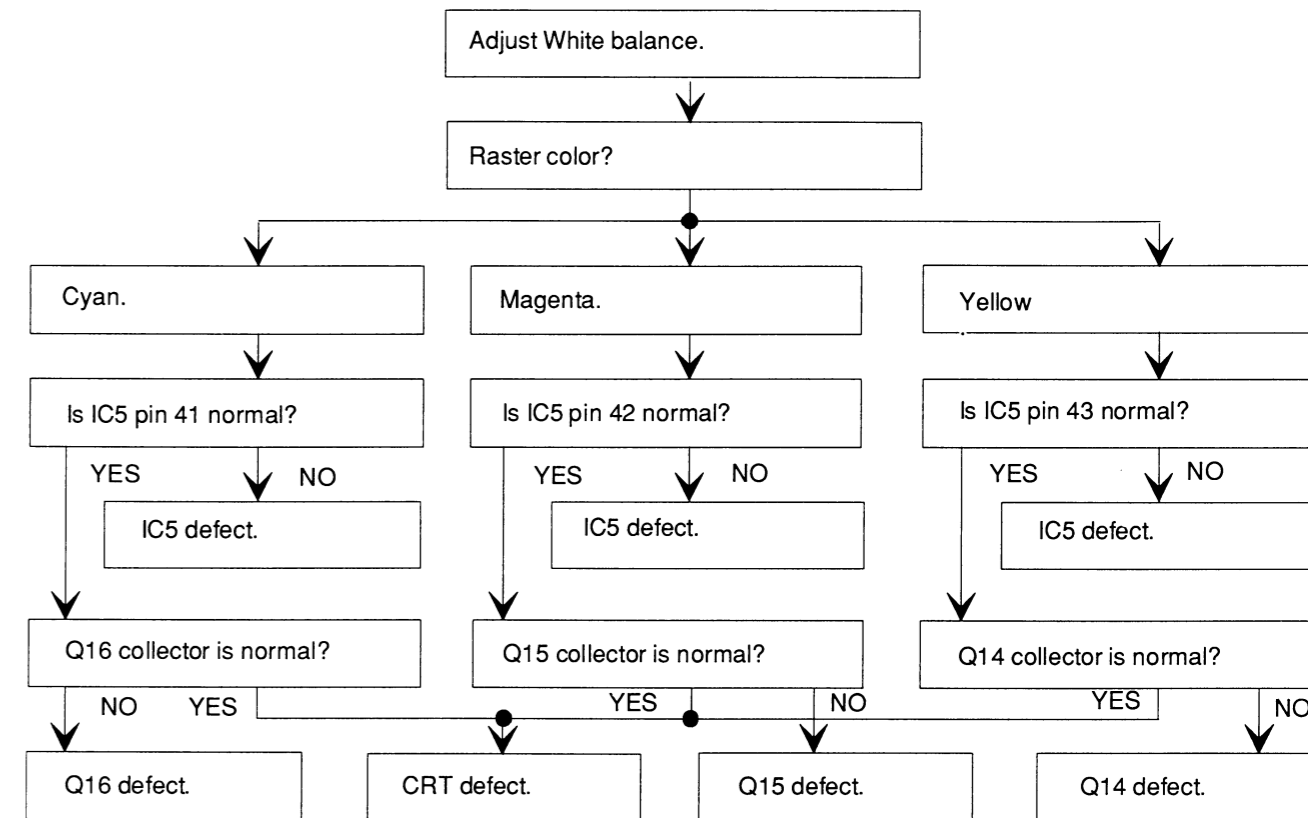 Adjust White balance.
Raster color?
Cyan.
Magenta.
Yellow
.
Is IC5 pin 41 normal?
Is IC5 pin 42 normal?
Is IC5 pin 43 normal?
YES
NO
YES
NO
YES
NO
IC5 defect.
IC5 defect.
IC5 defect.
Q16 collector is normal?
Q15 collector is normal?
Q14 collector is normal?
NO
YES
YES
NO
YES
NO
Q16 defect.
CRT defect.
Q15 defect.
Q14 defect.